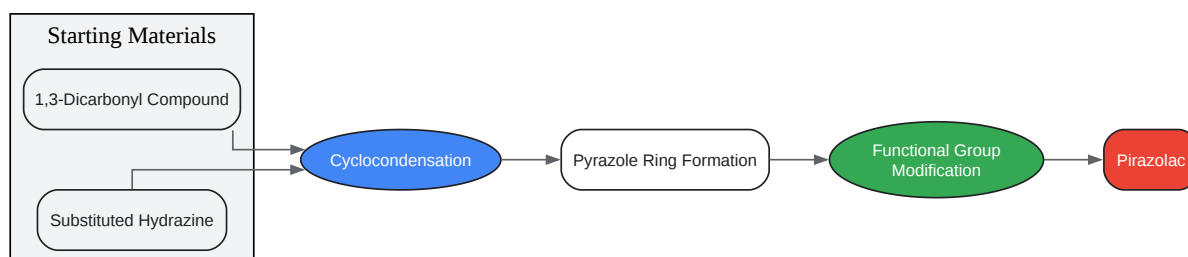 Starting Materials
1,3-Dicarbonyl Compound
Substituted Hydrazine
Cyclocondensation
Pyrazole Ring Formation
Functional Group
Modification
Pirazolac